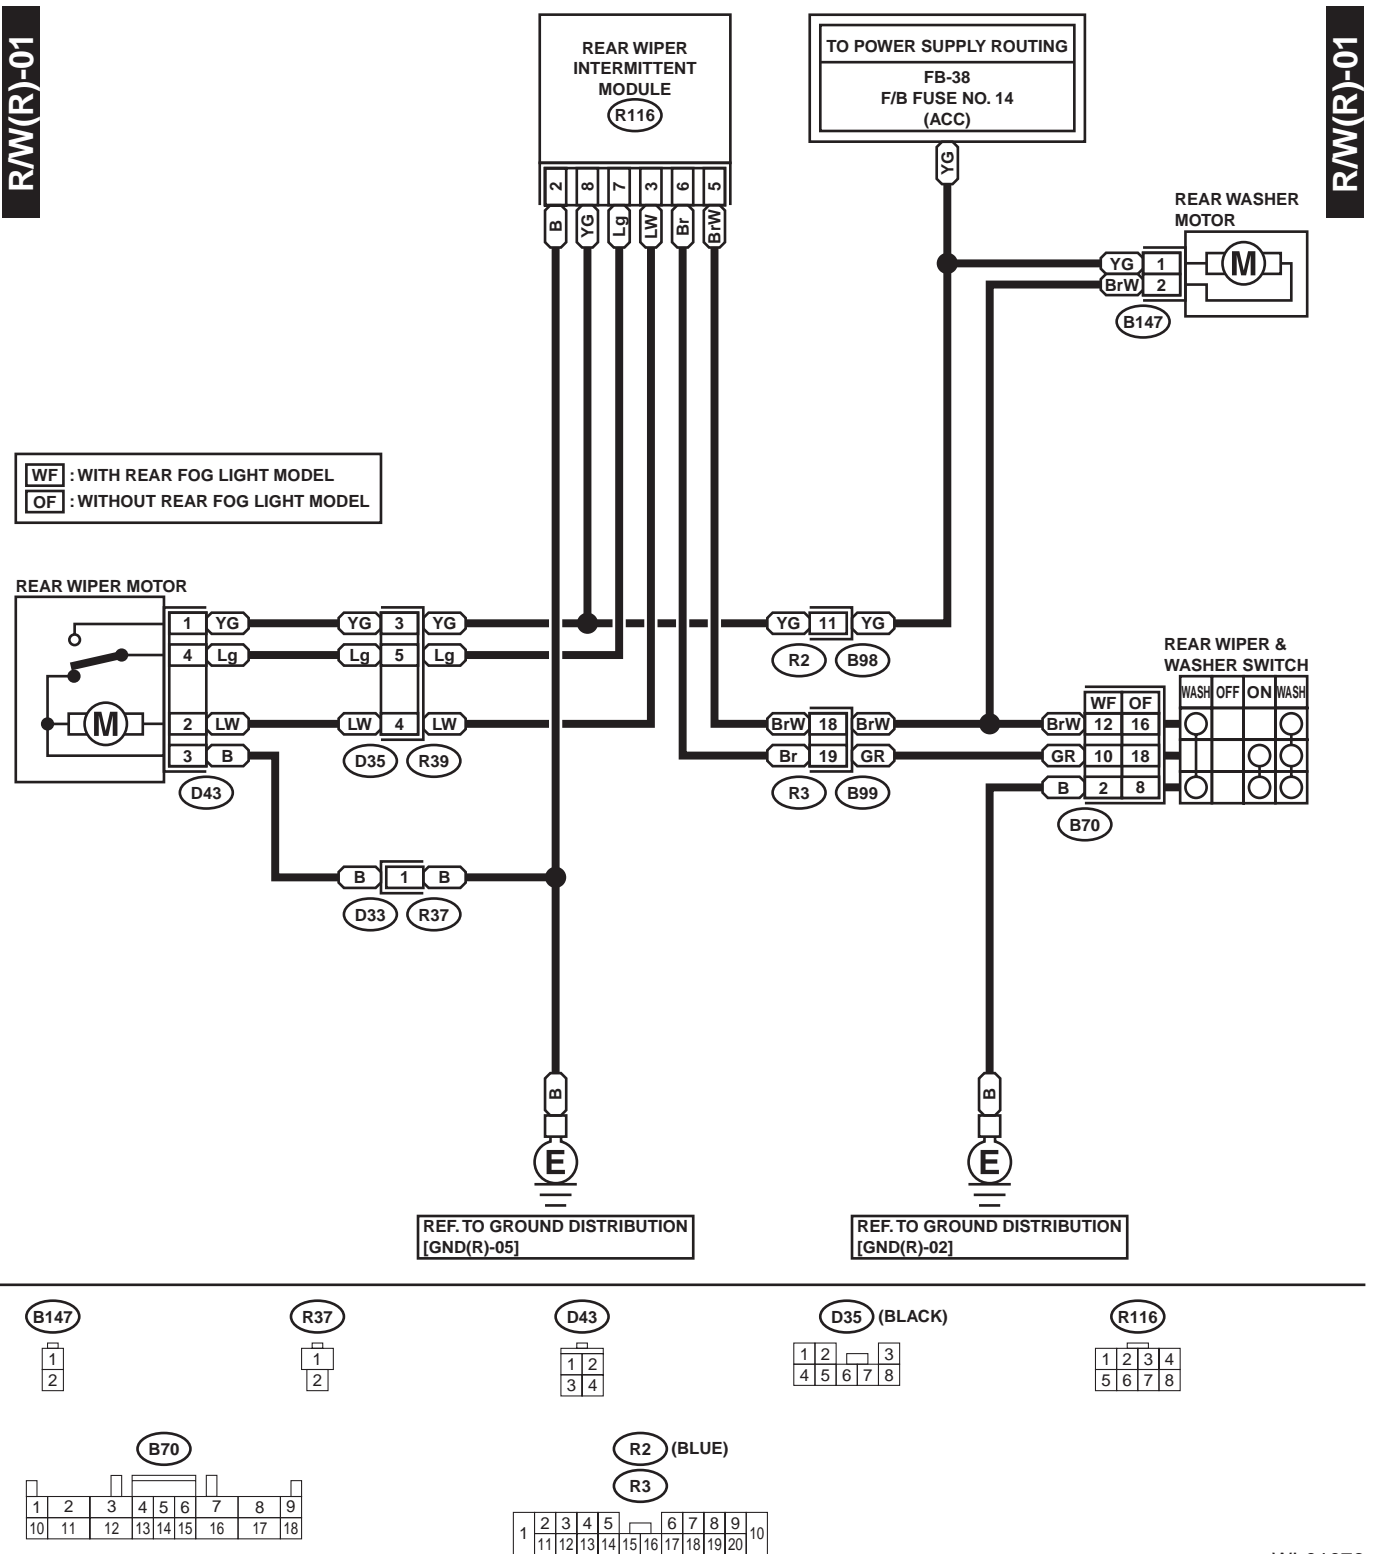 R/W(R)-01
R/W(R)-01
REAR WIPER
INTERMITTENT
MODULE
R116
2 8 7 3 6 5
B YG Lg LW Br BrW
TO POWER SUPPLY ROUTING
FB-38
F/B FUSE NO. 14
(ACC)
YG
REAR WASHER
MOTOR
YG 1 M
BrW 2
B147
WF : WITH REAR FOG LIGHT MODEL
OF : WITHOUT REAR FOG LIGHT MODEL
REAR WIPER MOTOR
1 YG YG 3 YG YG 11 YG
4 Lg Lg 5 Lg
R2 B98
REAR WIPER &
WASHER SWITCH
WASH OFF ON WASH
WF OF
M 2 LW LW 4 LW BrW 18 BrW BrW 12 16
3 B Br 19 GR GR 10 18
D35 R39
D43
R3 B99
B 2 8
B70
B 1 B
D33 R37
B
B
E
E
REF. TO GROUND DISTRIBUTION
[GND(R)-05]
REF. TO GROUND DISTRIBUTION
[GND(R)-02]
B147
1
2
R37
1
2
D43
1 2
3 4
D35 (BLACK)
1 2 3
4 5 6 7 8
R116
1 2 3 4
5 6 7 8
B70
1 2 3 4 5 6 7 8 9
10 11 12 13 14 15 16 17 18
R2 (BLUE)
R3
1 2 3 4 5 6 7 8 9 10
11 12 13 14 15 16 17 18 19 20